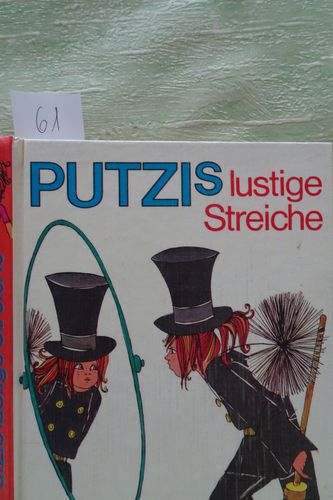 61
PUTZIS lustige
Streiche